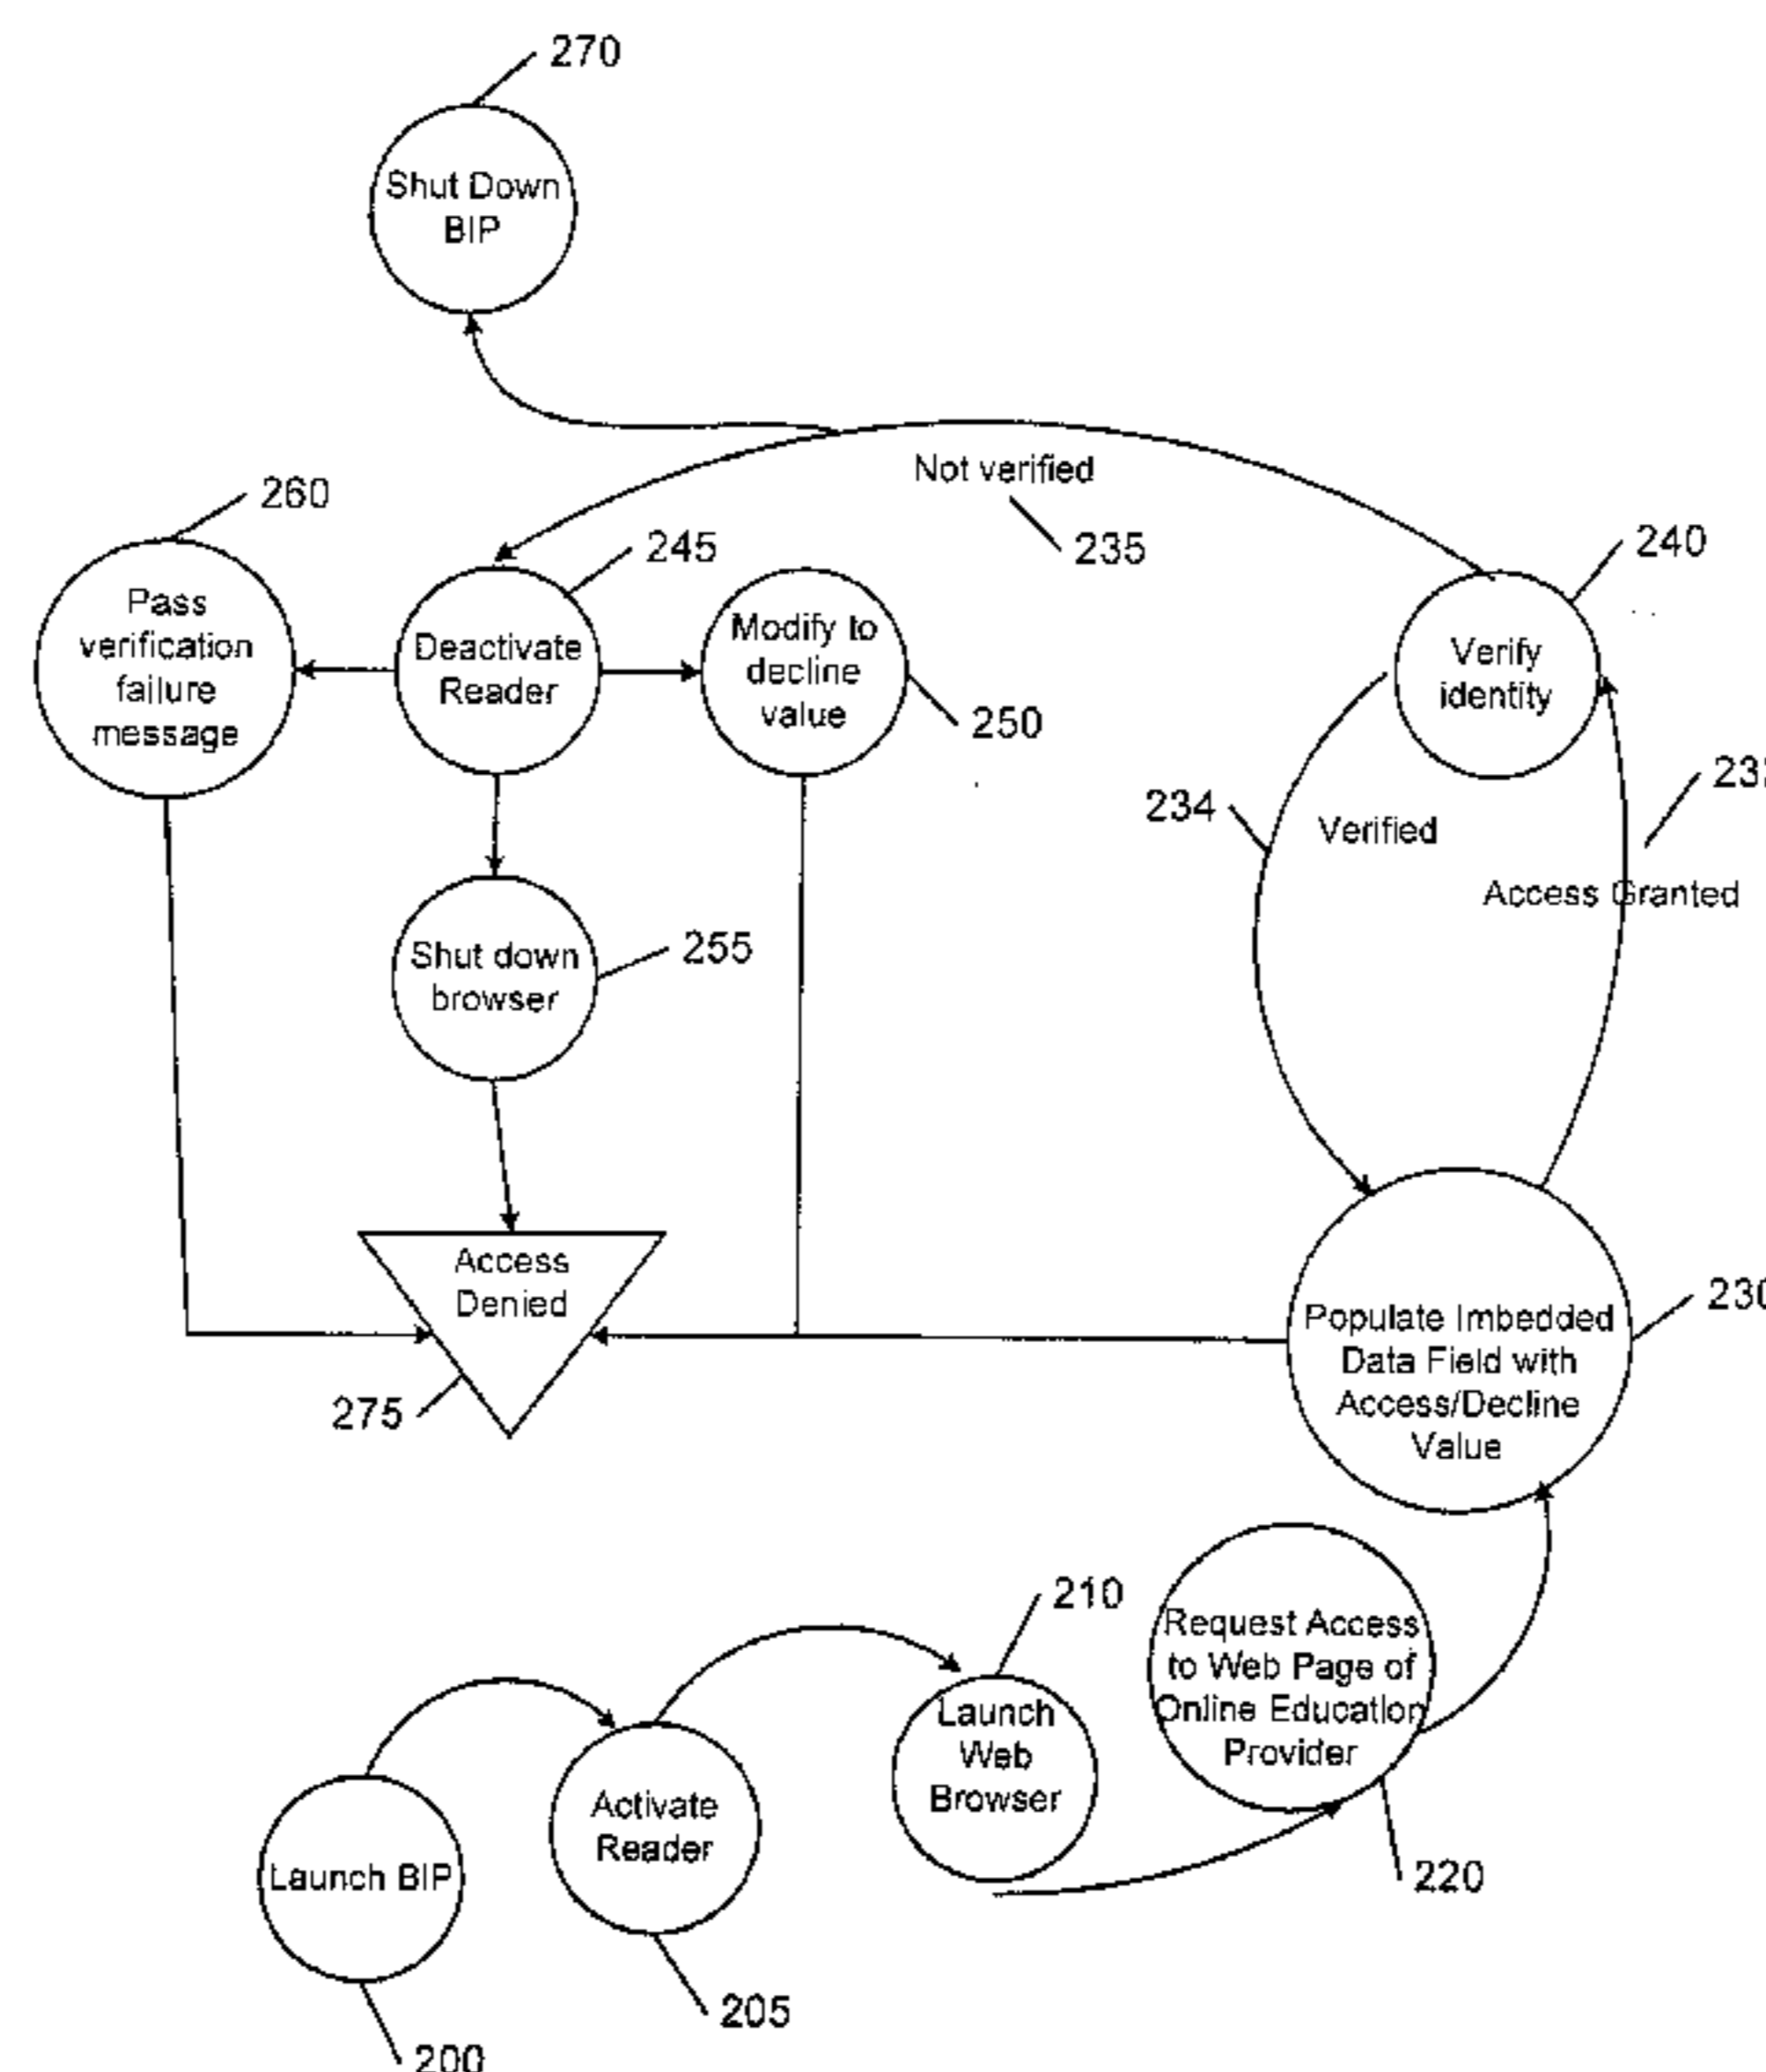 270
Shut Down
BIP
Not verified
235
260
Pass
verification
failure
message
245
Deactivate
Reader
Modify to
decline
value
250
240
Verify
identity
234
Verified
Access Granted
Shut down
browser
255
Access
Denied
275
Populate Imbedded
Data Field with
Access/Decline
Value
230
Request Access
to Web Page of
Online Education
Provider
220
210
Launch
Web
Browser
Activate
Reader
205
Launch BIP
200